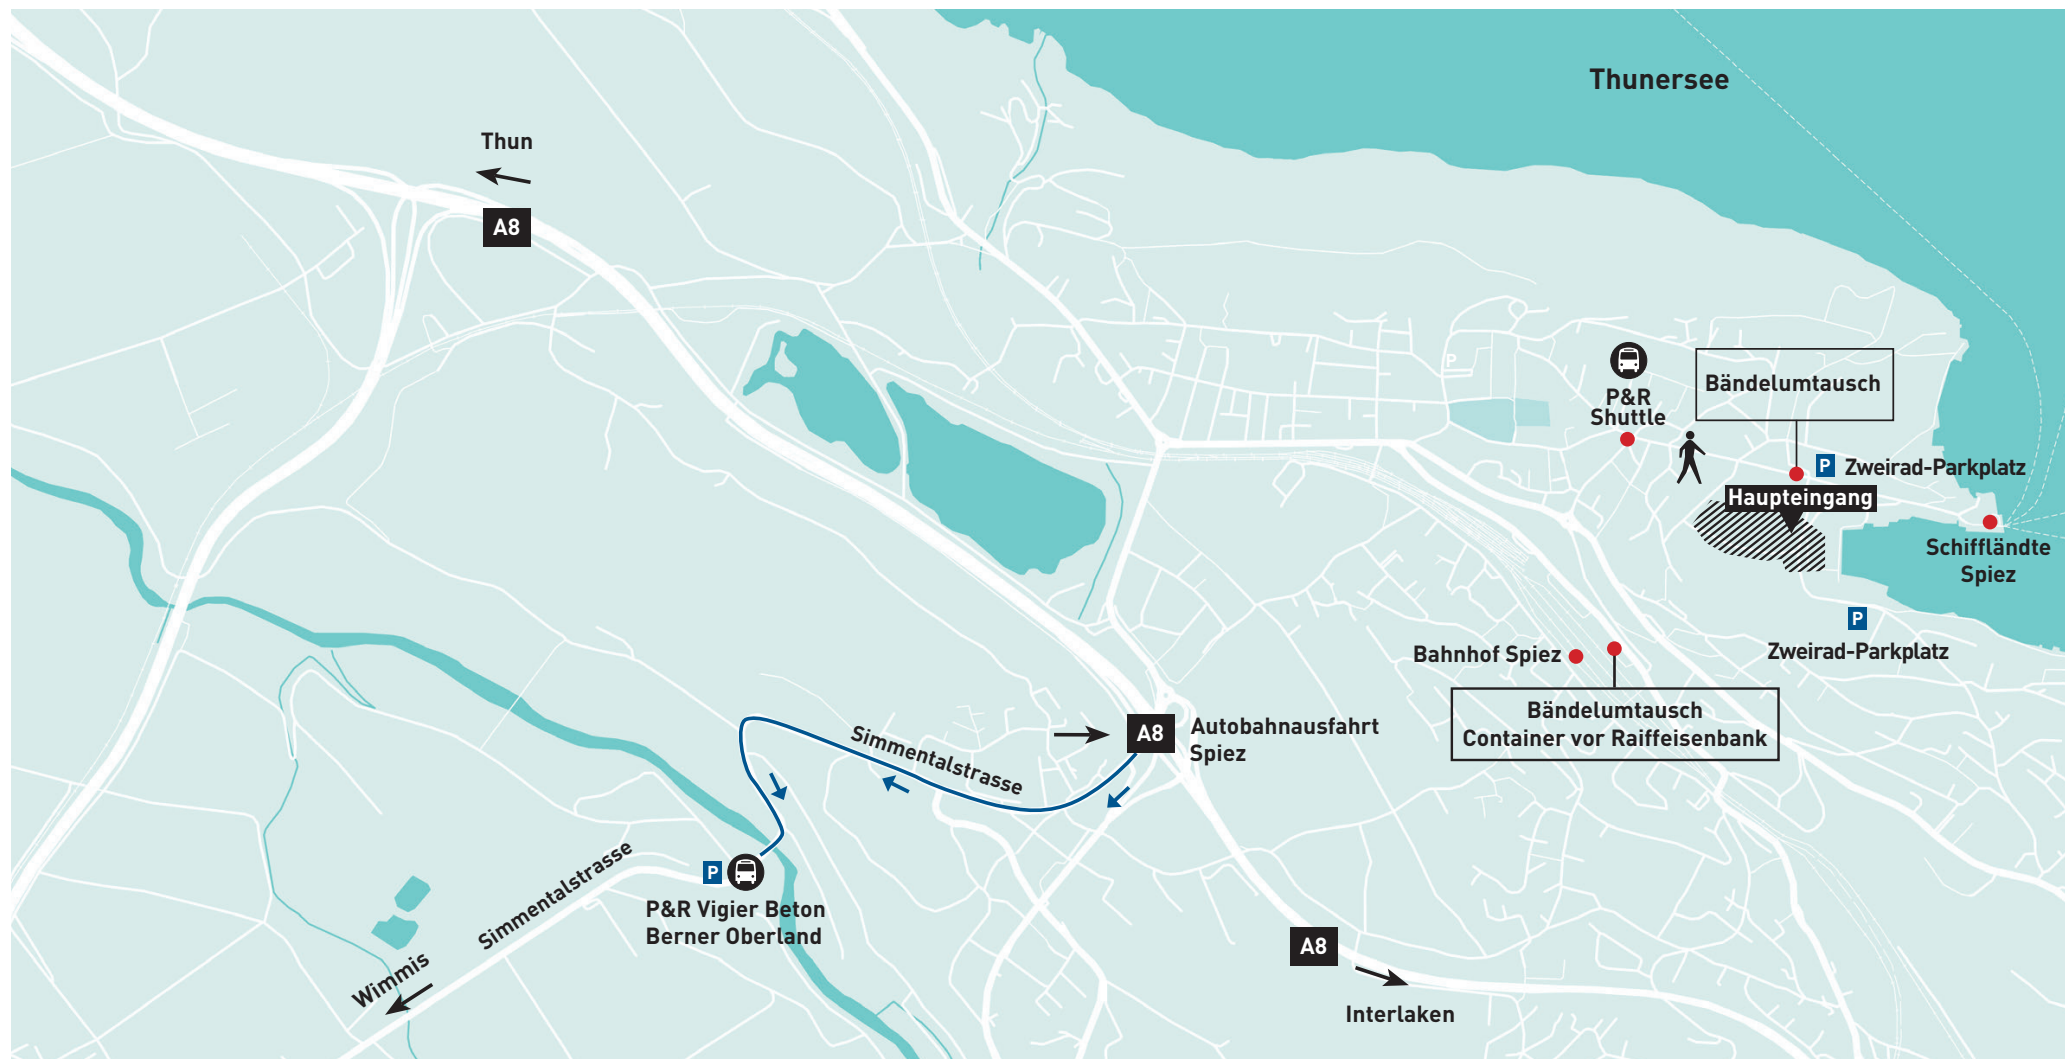 Thunersee
Thun
A8
P
P&R
Shuttle
Bändelumtausch
P
Zweirad-Parkplatz
Haupteingang
Schiffländte
Spiez
P
Zweirad-Parkplatz
Bahnhof Spiez
Bändelumtausch
Container vor Raiffeisenbank
A8
Autobahnausfahrt
Spiez
Simmentalstrasse
P
P&R Vigier Beton
Berner Oberland
Simmentalstrasse
Wimmis
A8
Interlaken